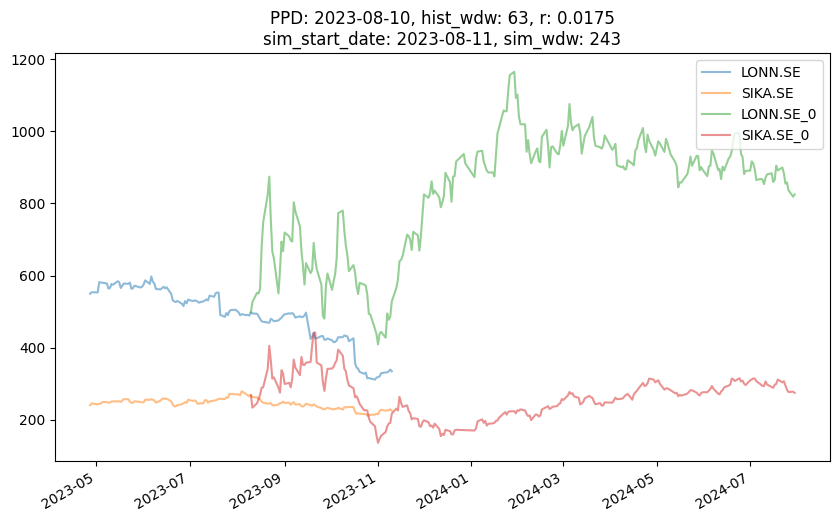 PPD: 2023-08-10, hist_wdw: 63, r: 0.0175
sim_start_date: 2023-08-11, sim_wdw: 243
LONN.SE
SIKA.SE
LONN.SE_0
SIKA.SE_0
1200
1000
800
600
400
200
2023-05
2023-07
2023-09
2023-11
2024-01
2024-03
2024-05
2024-07